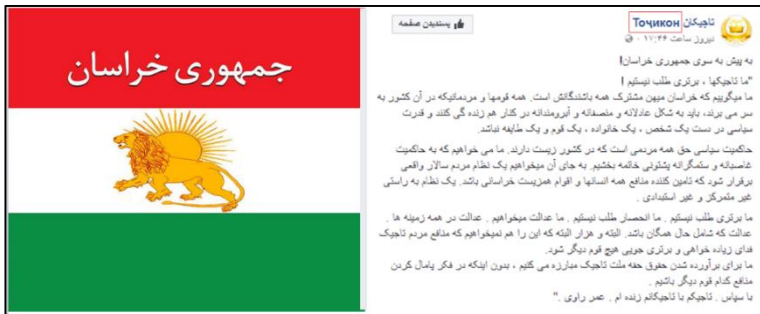 جمهوری خراسان
تاجیکان Тоҷикон
پسندیدن صفحه
دیروز ساعت ۱۷:۴۶
به پیش به سوی جمهوری خراسان!
"ما تاجیکها ، برتری طلب نیستیم !
ما میگوییم که خراسان میهن مشترک همه باشندگانش است. همه قومها و مردمانیکه در آن کشور به
سر می برند، باید به شکل عادلانه و منصفانه و آبرومندانه در کنار هم زنده گی کنند و قدرت
سیاسی در دست یک شخص ، یک خانواده ، یک قوم و یک طایفه نباشد.
حاکمیت سیاسی حق همه مردمی است که در کشور زیست دارند. ما می خواهیم که به حاکمیت
غاصبانه و ستمگرانه پشتونی خاتمه بخشیم. به جای آن میخواهیم یک نظام مردم سالار واقعی
برقرار شود که تامین کننده منافع همه انسانها و اقوام همزیست خراسانی باشد. یک نظام به راستی
غیر متمرکز و غیر استبدادی .
ما برتری طلب نیستیم . ما انحصار طلب نیستیم . ما عدالت میخواهیم . عدالت در همه زمینه ها .
عدالت که شامل حال همگان باشد. البته و هزار البته که این را هم نمیخواهیم که منافع مردم تاجیک
فدای زیاده خواهی و برتری جویی هیچ قوم دیگر شود.
ما برای برآورده شدن حقوق حقه ملت تاجیک مبارزه می کنیم ، بدون اینکه در فکر پامال کردن
منافع کدام قوم دیگر باشیم .
با سپاس . تاجیکم با تاجیکانم زنده ام . عمر راوی ."